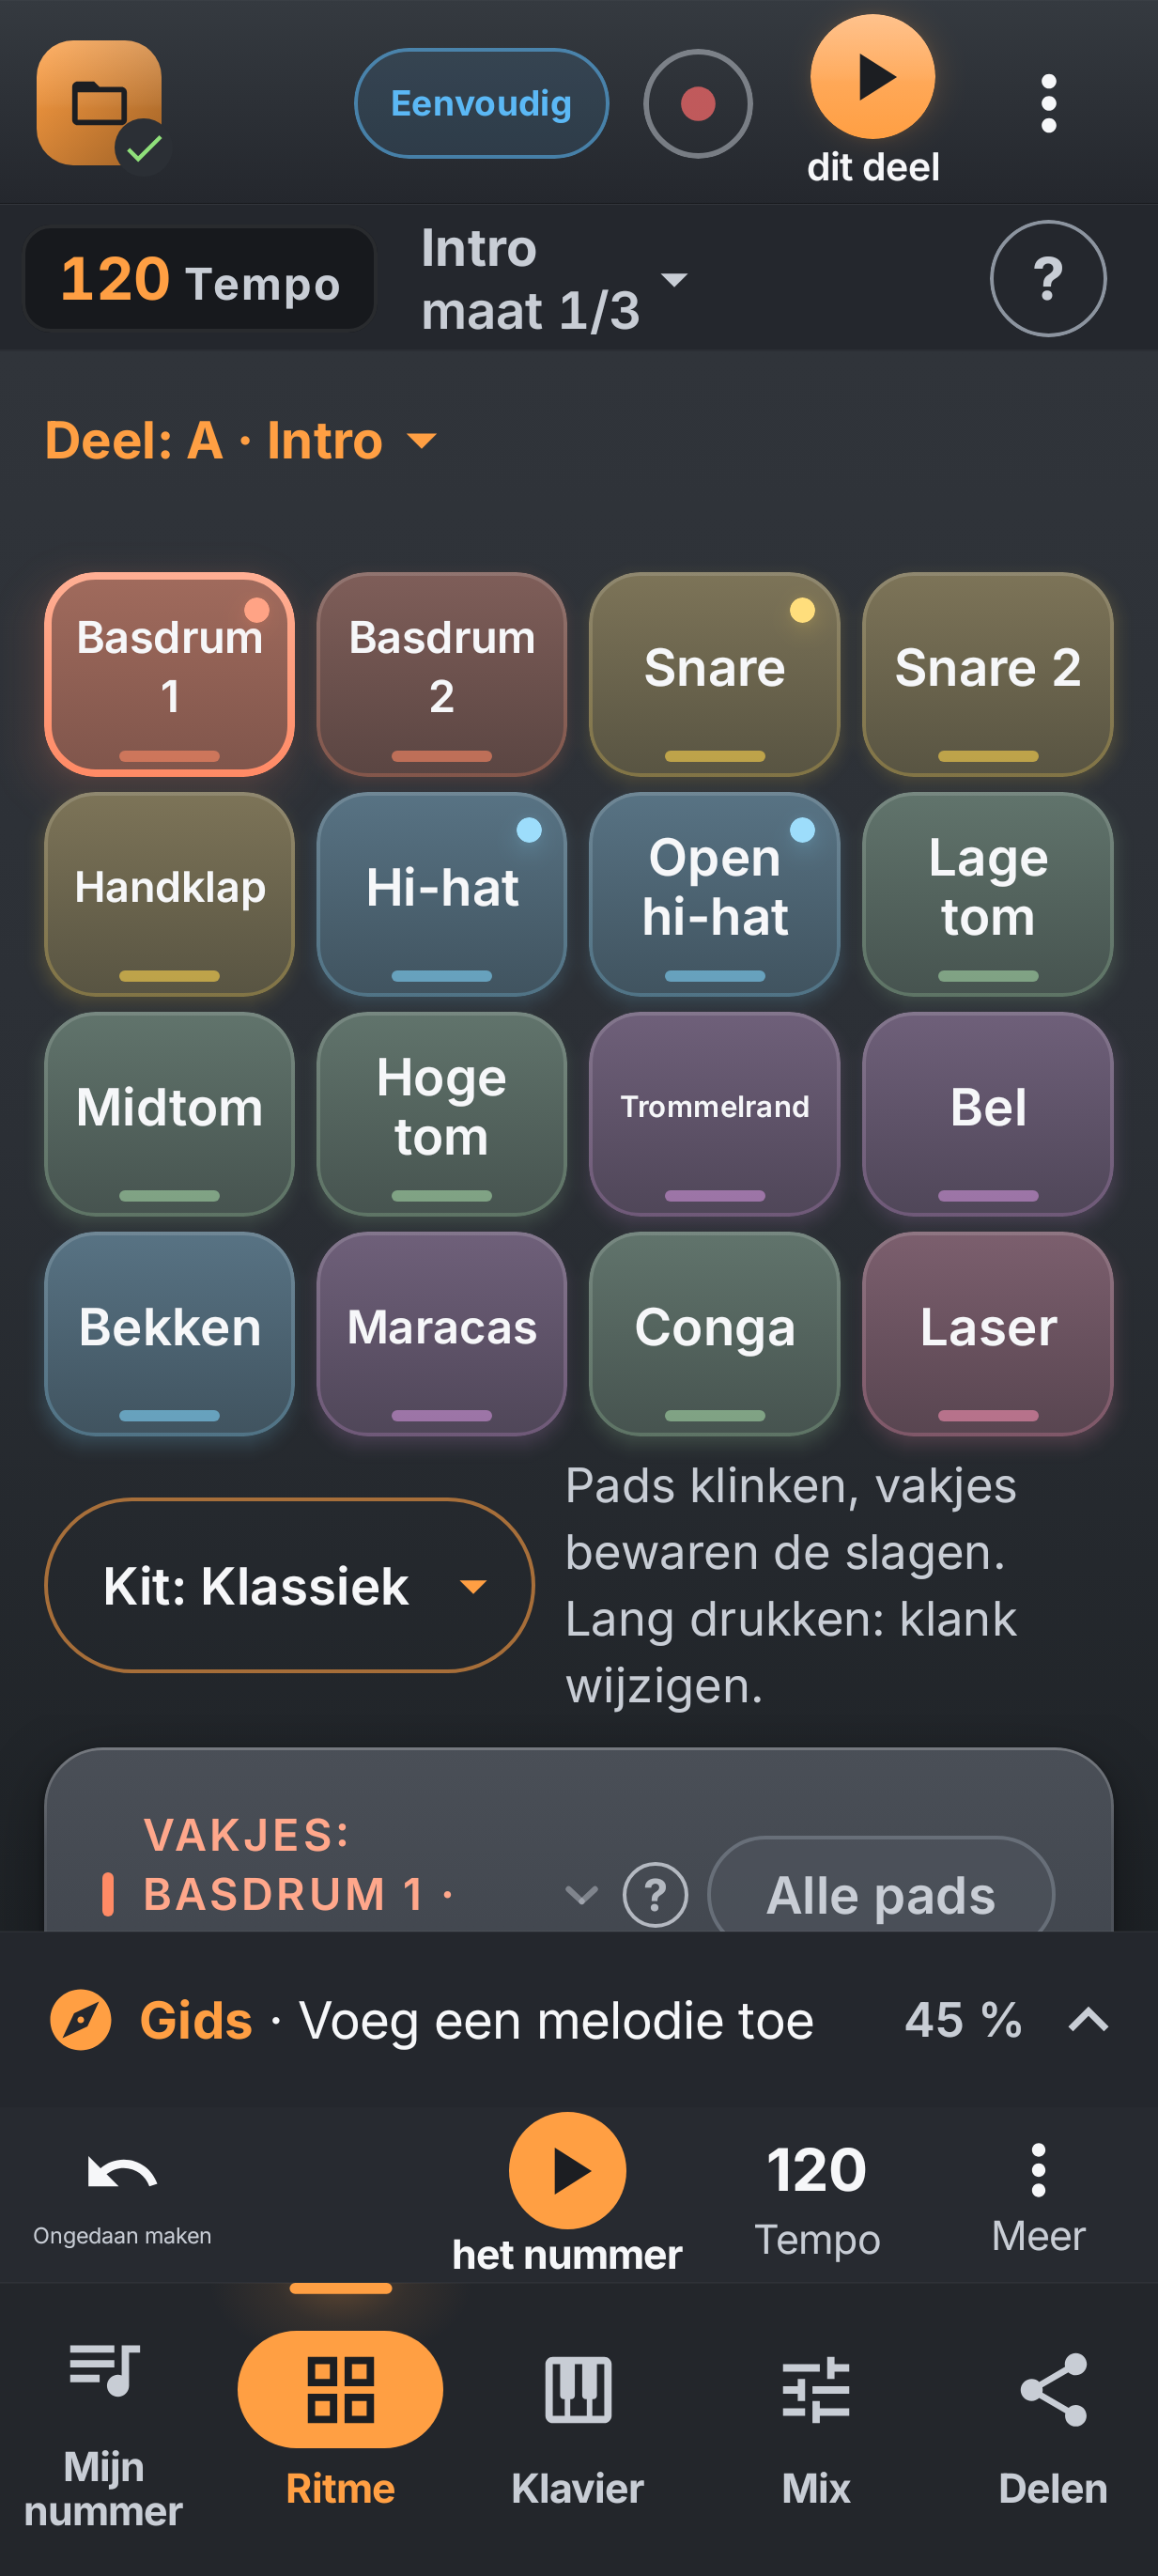 Eenvoudig
dit deel
120 Tempo
Intro
maat 1/3
?
Deel: A · Intro
Basdrum
1
Basdrum
2
Snare
Snare 2
Handklap
Hi-hat
Open
hi-hat
Lage
tom
Midtom
Hoge
tom
Trommelrand
Bel
Bekken
Maracas
Conga
Laser
Kit: Klassiek
Pads klinken, vakjes
bewaren de slagen.
Lang drukken: klank
wijzigen.
VAKJES:
BASDRUM 1 ·
?
Alle pads
Gids · Voeg een melodie toe
45 %
Ongedaan maken
het nummer
120
Tempo
Meer
Mijn
nummer
Ritme
Klavier
Mix
Delen